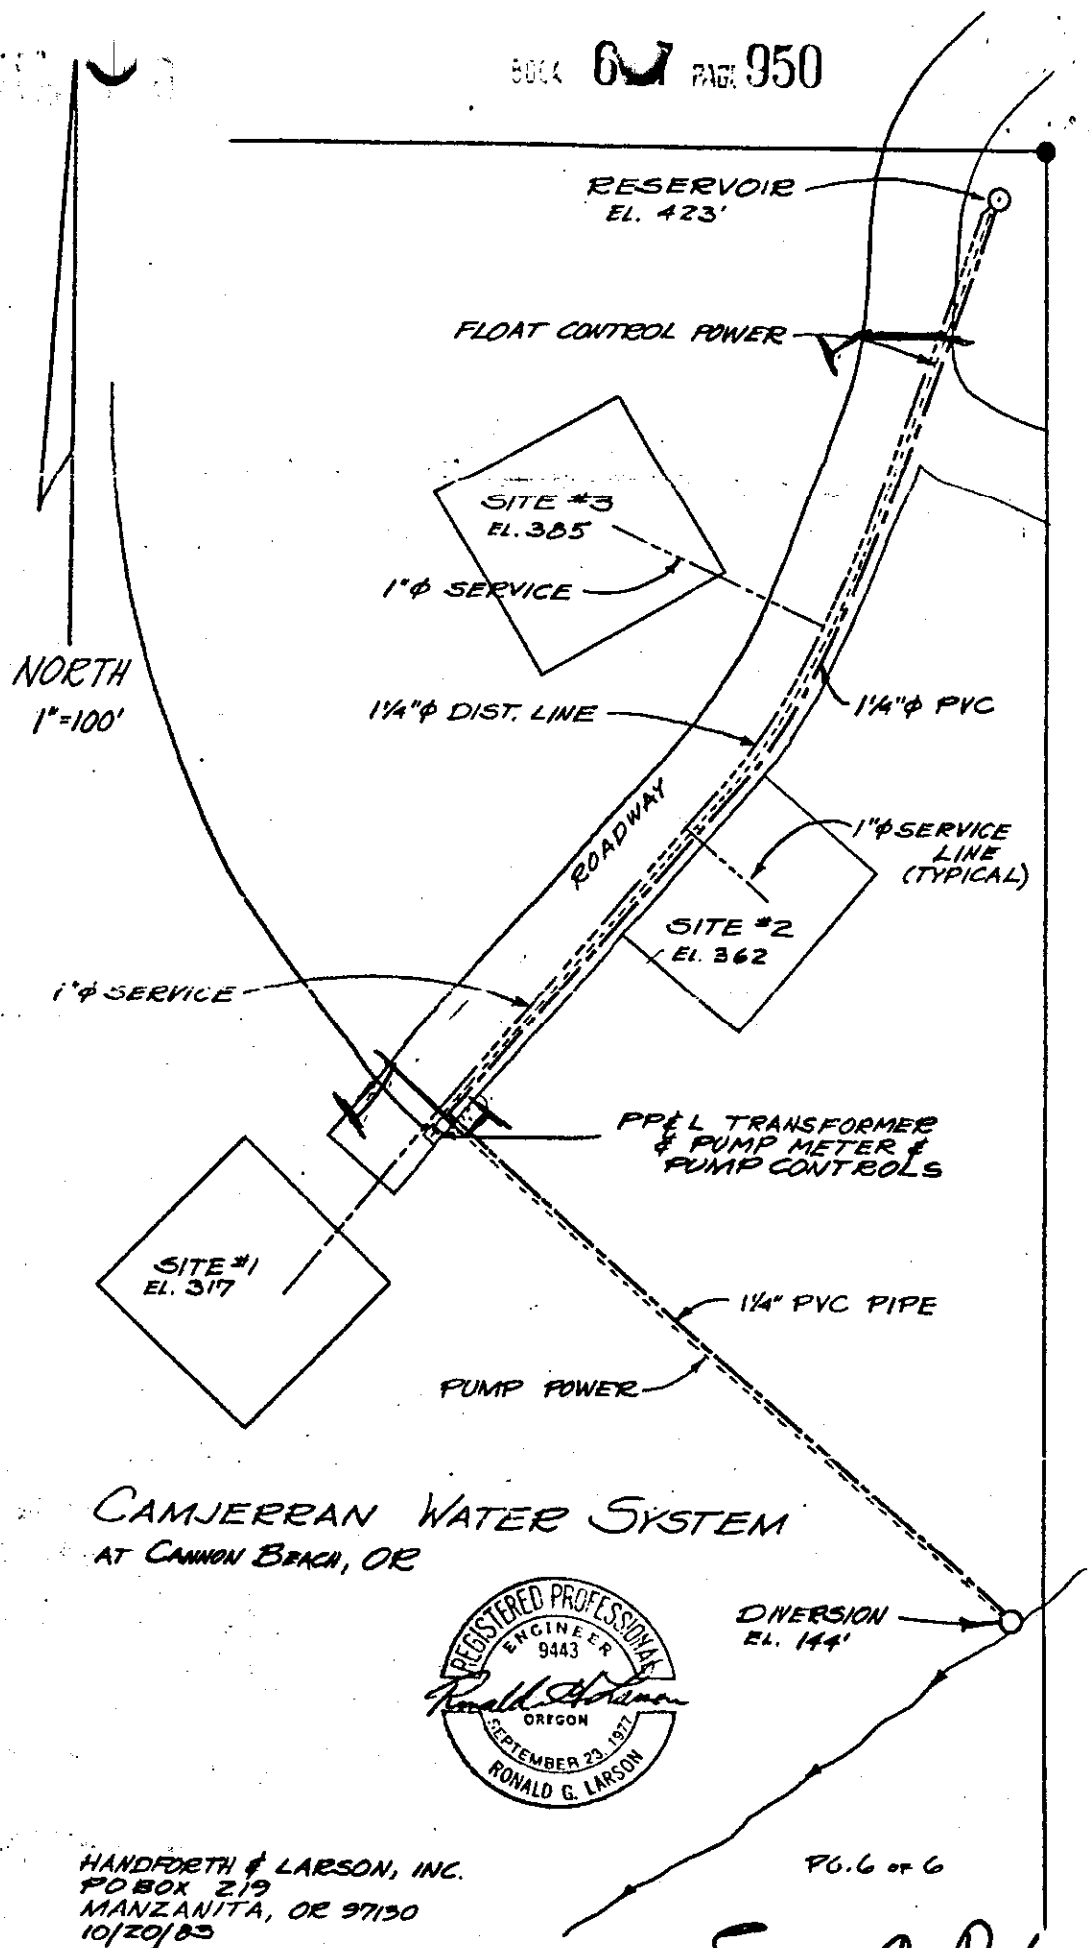 BOOK 607 PAGE 950
RESERVOIR
EL. 423'
FLOAT CONTROL POWER
SITE #3
EL. 385
1"φ SERVICE
NORTH
1"=100'
1¼"φ DIST. LINE
1¼"φ PVC
ROADWAY
1"φ SERVICE
LINE
(TYPICAL)
SITE #2
EL. 362
1"φ SERVICE
PP&L TRANSFORMER
& PUMP METER &
PUMP CONTROLS
SITE #1
EL. 317
1¼" PVC PIPE
PUMP POWER
CAMJERRAN WATER SYSTEM
AT CANNON BEACH, OR
REGISTERED PROFESSIONAL
ENGINEER
9443
Ronald G. Larson
OREGON
SEPTEMBER 23, 1977
RONALD G. LARSON
DIVERSION
EL. 144'
HANDFORTH & LARSON, INC.
PO BOX 219
MANZANITA, OR 97130
10/20/83
PG. 6 OF 6